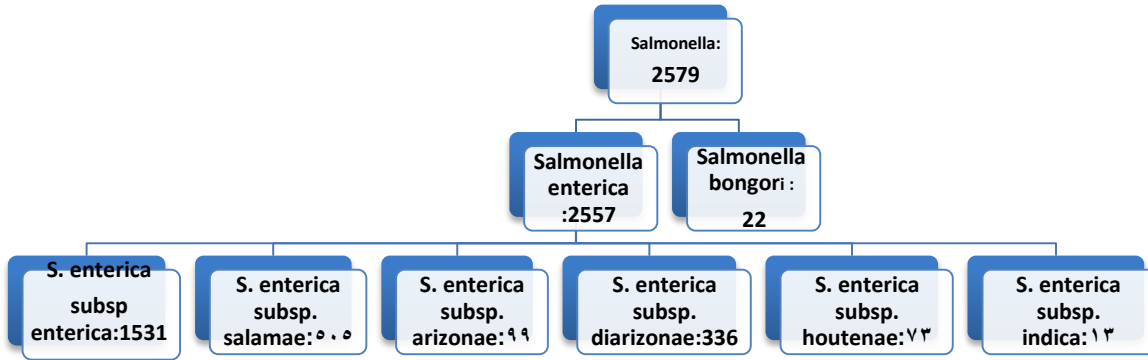 Salmonella:
2579
Salmonella
enterica
:2557
Salmonella
bongori :
22
S. enterica
subsp
enterica:1531
S. enterica
subsp.
salamae:٥٠٥
S. enterica
subsp.
arizonae:٩٩
S. enterica
subsp.
diarizonae:336
S. enterica
subsp.
houtenae:٧٣
S. enterica
subsp.
indica:١٣